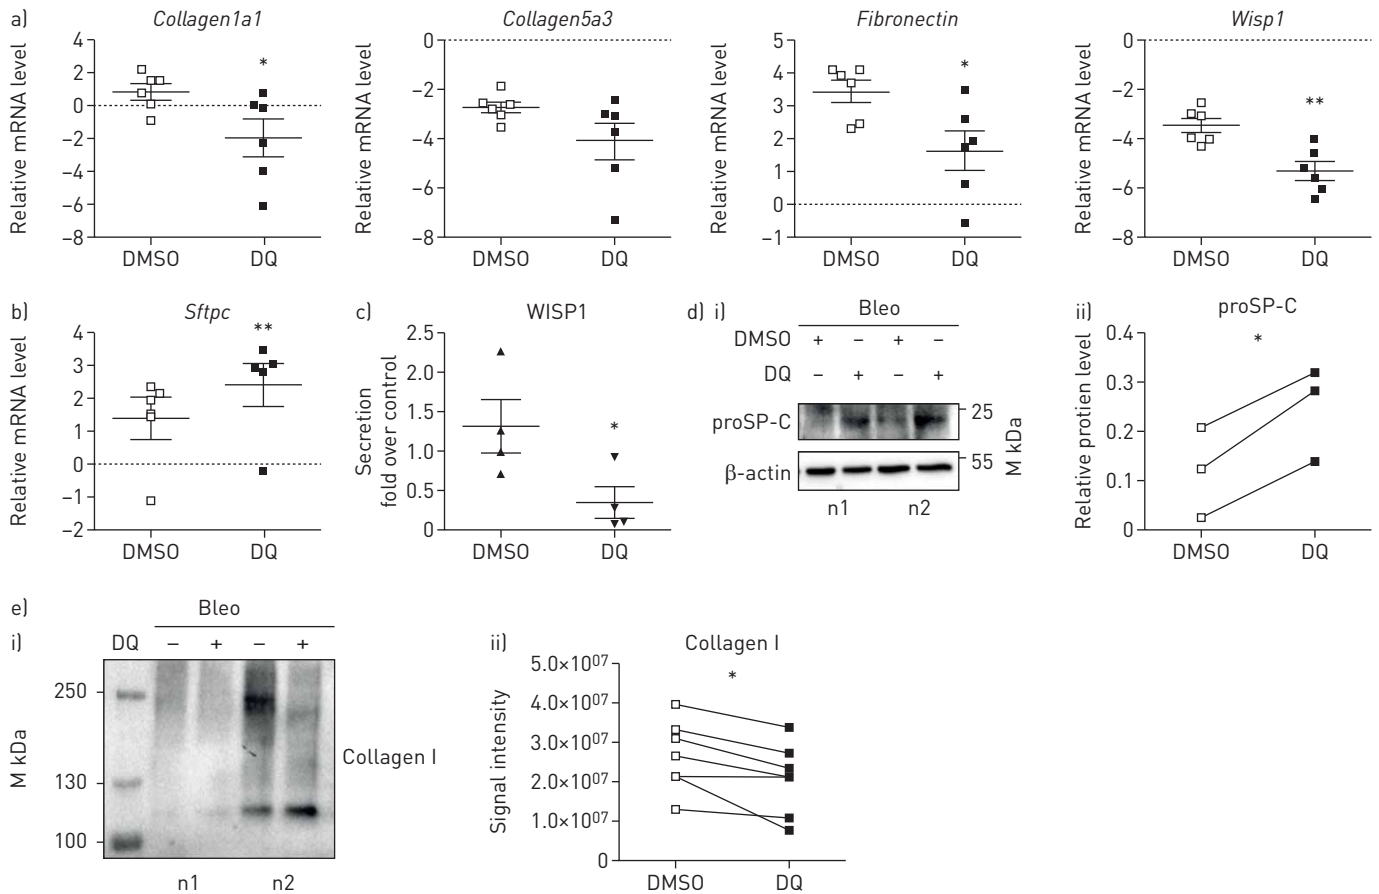 a)
Collagen1a1
Relative mRNA level
4
2
0
−2
−4
−6
−8
*
DMSO
DQ
Collagen5a3
Relative mRNA level
0
−2
−4
−6
−8
DMSO
DQ
Fibronectin
Relative mRNA level
5
4
3
2
1
0
−1
*
DMSO
DQ
Wisp1
Relative mRNA level
0
−2
−4
−6
−8
**
DMSO
DQ
b)
Sftpc
Relative mRNA level
4
3
2
1
0
−1
−2
**
DMSO
DQ
c)
WISP1
Secretion
fold over control
2.5
2.0
1.5
1.0
0.5
0
*
DMSO
DQ
d) i)
Bleo
DMSO + − + −
DQ − + − +
proSP-C
25
β-actin
55
M kDa
n1 n2
ii)
proSP-C
Relative protien level
0.4
0.3
0.2
0.1
0
*
DMSO
DQ
e)
Bleo
i)
DQ − + − +
M kDa
250
130
100
Collagen I
n1 n2
ii)
Collagen I
Signal intensity
5.0×10⁰⁷
4.0×10⁰⁷
3.0×10⁰⁷
2.0×10⁰⁷
1.0×10⁰⁷
0
*
DMSO
DQ